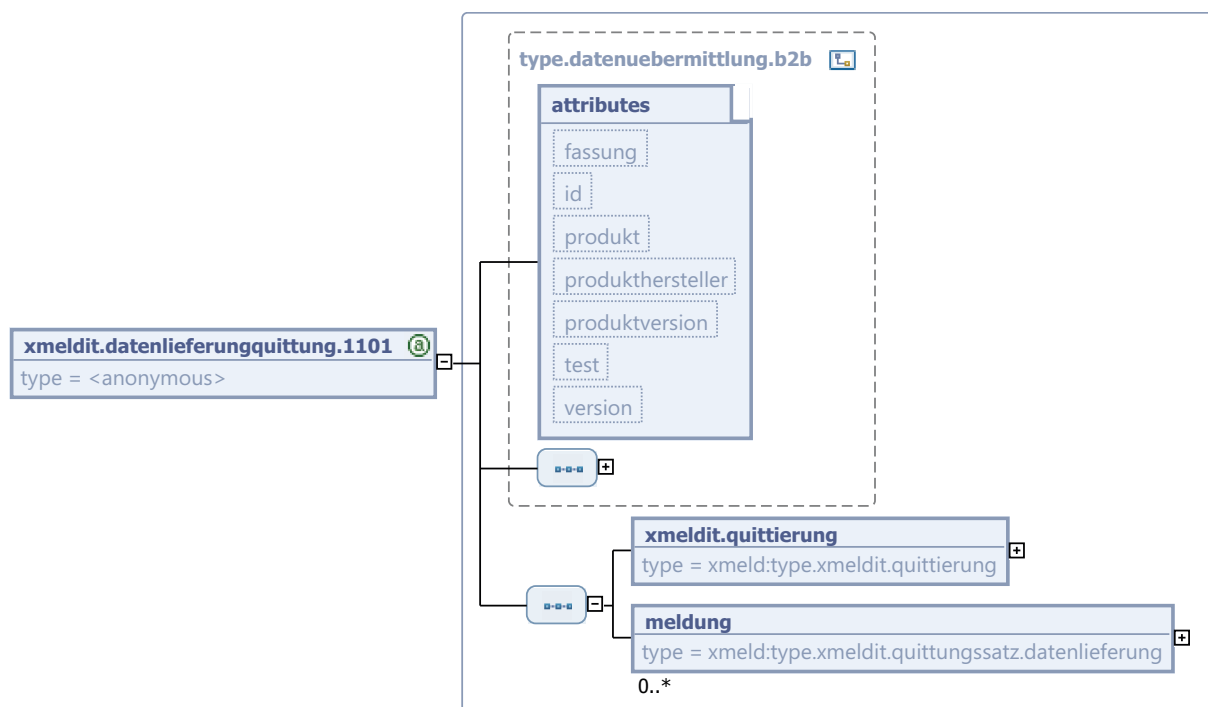 type.datenuebermittlung.b2b
attributes
fassung
id
produkt
produkthersteller
produktversion
test
version
xmeldit.datenlieferungquittung.1101
type = <anonymous>
xmeldit.quittierung
type = xmeld:type.xmeldit.quittierung
meldung
type = xmeld:type.xmeldit.quittungssatz.datenlieferung
0..*